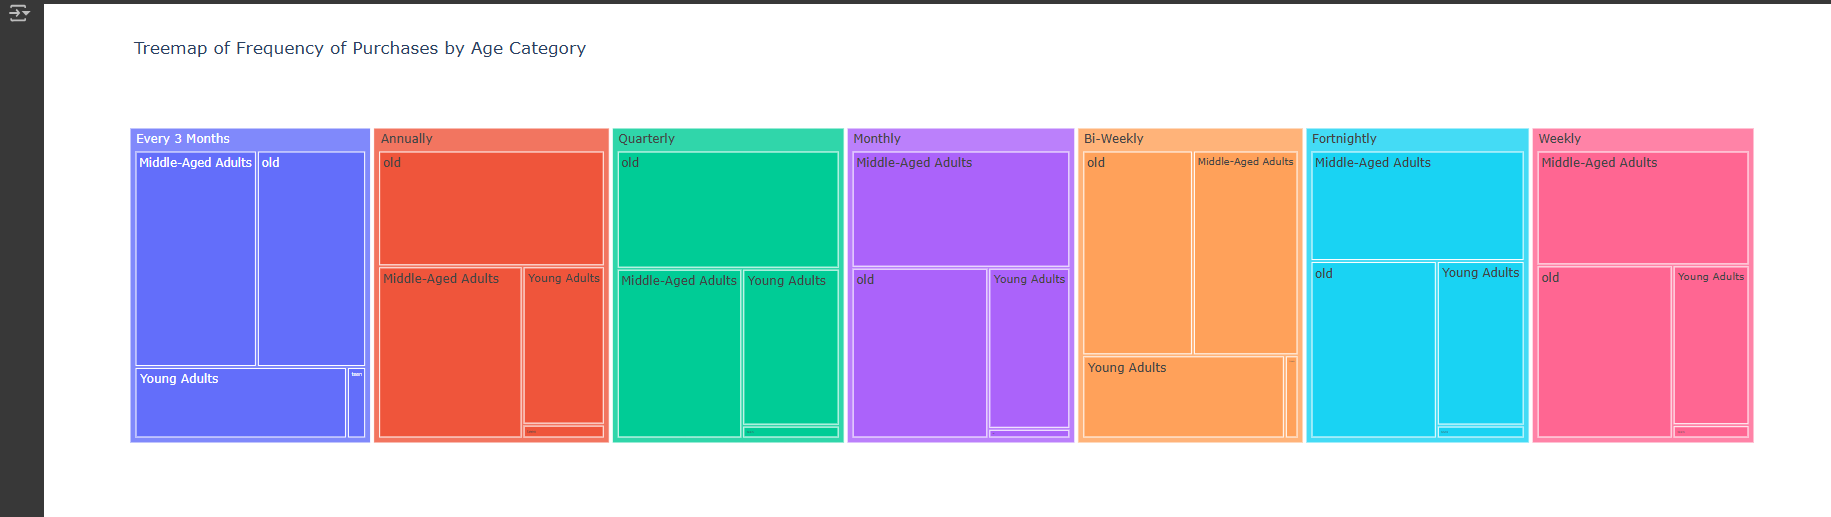 Treemap of Frequency of Purchases by Age Category
Every 3 Months
Middle-Aged Adults
old
Young Adults
teen
Annually
old
Middle-Aged Adults
Young Adults
Quarterly
old
Middle-Aged Adults
Young Adults
Monthly
Middle-Aged Adults
old
Young Adults
Bi-Weekly
old
Middle-Aged Adults
Young Adults
Fortnightly
Middle-Aged Adults
old
Young Adults
Weekly
Middle-Aged Adults
old
Young Adults